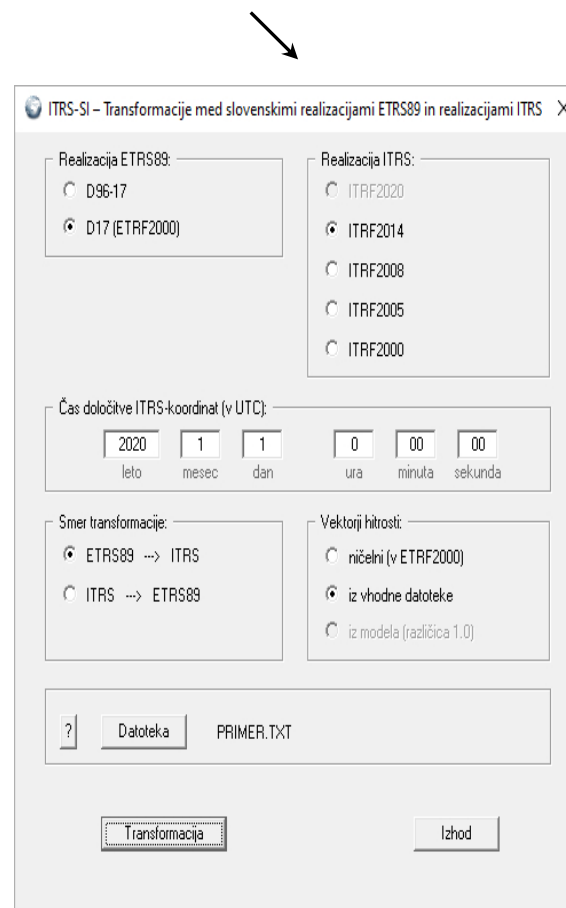 ITRS-SI – Transformacije med slovenskimi realizacijami ETRS89 in realizacijami ITRS
Realizacija ETRS89:
D96-17
D17 (ETRF2000)
Realizacija ITRS:
ITRF2020
ITRF2014
ITRF2008
ITRF2005
ITRF2000
Čas določitve ITRS-koordinat (v UTC):
2020 1 1 0 00 00
leto mesec dan ura minuta sekunda
Smer transformacije:
ETRS89 ---> ITRS
ITRS ---> ETRS89
Vektorji hitrosti:
ničelni (v ETRF2000)
iz vhodne datoteke
iz modela (različica 1.0)
? Datoteka PRIMER.TXT
Transformacija Izhod